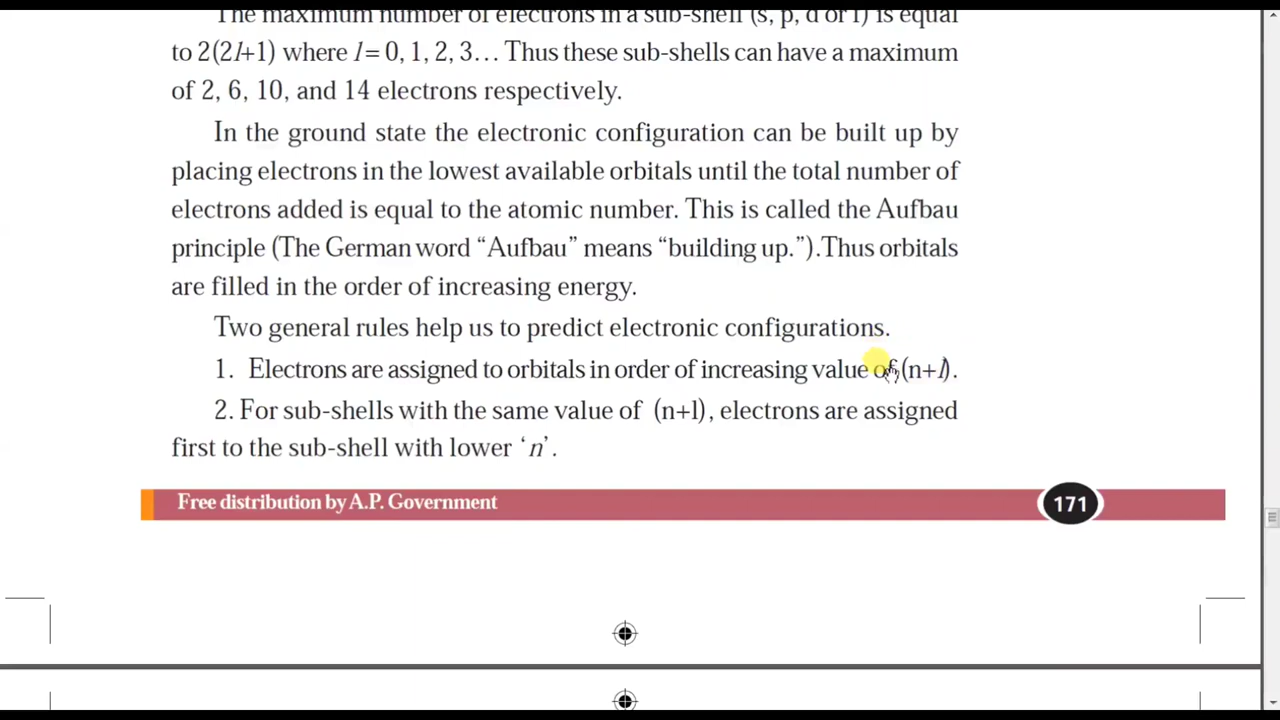 The maximum number of electrons in a sub-shell (s, p, d or f) is equal
to 2(2l+1) where l = 0, 1, 2, 3… Thus these sub-shells can have a maximum
of 2, 6, 10, and 14 electrons respectively.
In the ground state the electronic configuration can be built up by
placing electrons in the lowest available orbitals until the total number of
electrons added is equal to the atomic number. This is called the Aufbau
principle (The German word “Aufbau” means “building up.”).Thus orbitals
are filled in the order of increasing energy.
Two general rules help us to predict electronic configurations.
1. Electrons are assigned to orbitals in order of increasing value of (n+l).
2. For sub-shells with the same value of (n+1), electrons are assigned
first to the sub-shell with lower ‘n’.
Free distribution by A.P. Government
171